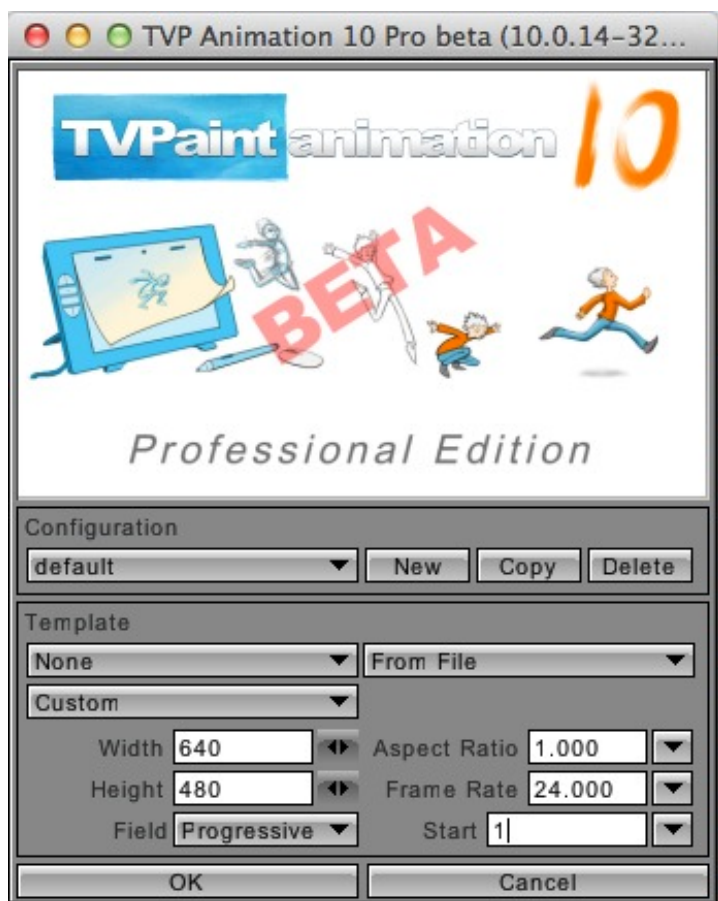 TVP Animation 10 Pro beta (10.0.14-32...
TVPaint animation 10
BETA
Professional Edition
Configuration
default New Copy Delete
Template
None From File
Custom
Width 640 Aspect Ratio 1.000
Height 480 Frame Rate 24.000
Field Progressive Start 1
OK Cancel